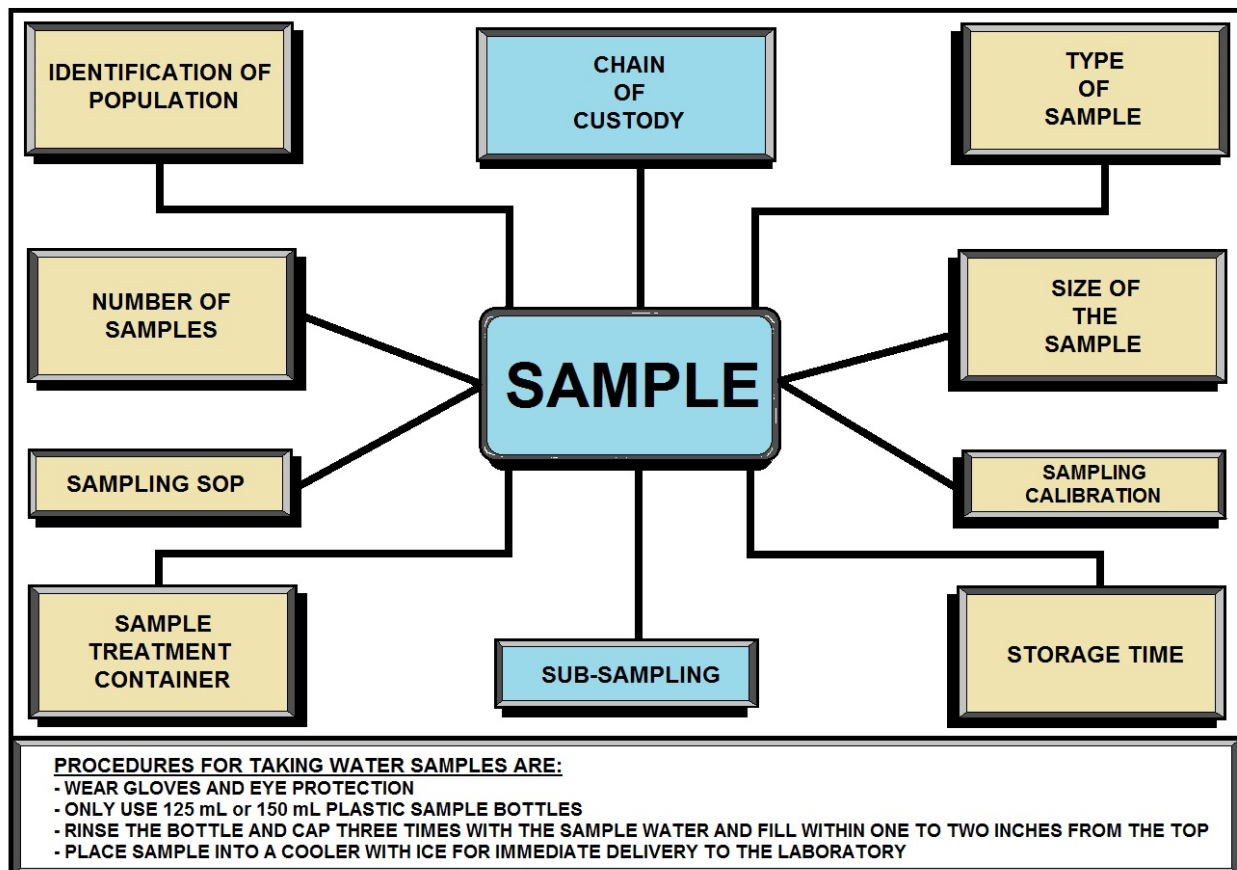 IDENTIFICATION OF
POPULATION
CHAIN
OF
CUSTODY
TYPE
OF
SAMPLE
NUMBER OF
SAMPLES
SIZE OF
THE
SAMPLE
SAMPLE
SAMPLING SOP
SAMPLING
CALIBRATION
SAMPLE
TREATMENT
CONTAINER
SUB-SAMPLING
STORAGE TIME
PROCEDURES FOR TAKING WATER SAMPLES ARE:
- WEAR GLOVES AND EYE PROTECTION
- ONLY USE 125 mL or 150 mL PLASTIC SAMPLE BOTTLES
- RINSE THE BOTTLE AND CAP THREE TIMES WITH THE SAMPLE WATER AND FILL WITHIN ONE TO TWO INCHES FROM THE TOP
- PLACE SAMPLE INTO A COOLER WITH ICE FOR IMMEDIATE DELIVERY TO THE LABORATORY